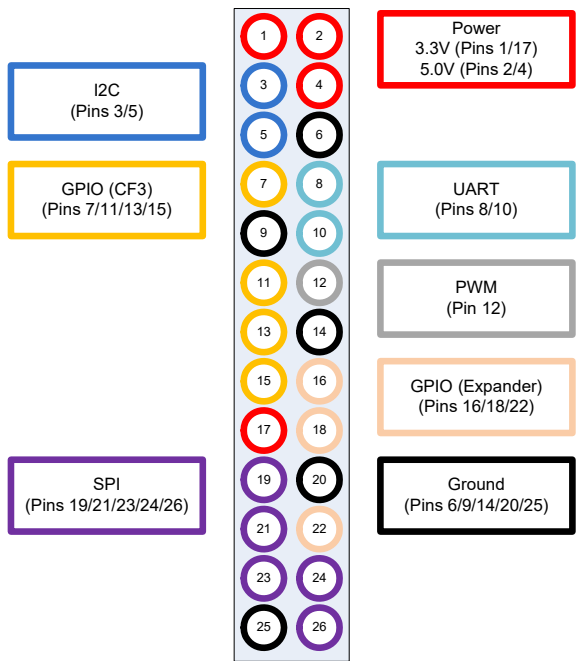 1 2
Power
3.3V (Pins 1/17)
5.0V (Pins 2/4)
3 4
I2C
(Pins 3/5)
5 6
GPIO (CF3)
(Pins 7/11/13/15)
7 8
UART
(Pins 8/10)
9 10
11 12
PWM
(Pin 12)
13 14
15 16
GPIO (Expander)
(Pins 16/18/22)
17 18
SPI
(Pins 19/21/23/24/26)
19 20
Ground
(Pins 6/9/14/20/25)
21 22
23 24
25 26